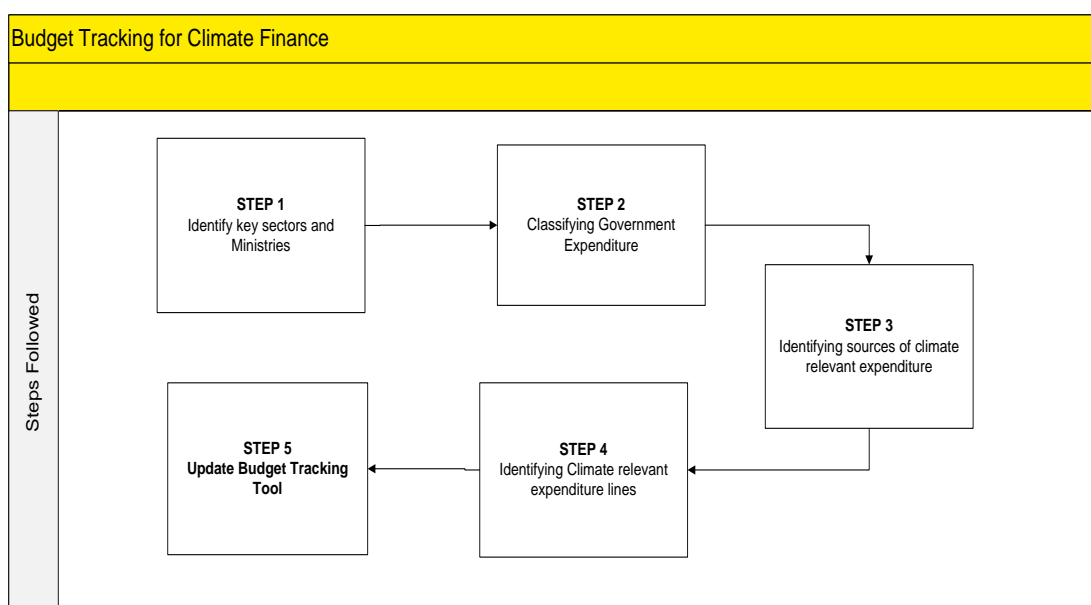 Budget Tracking for Climate Finance
Steps Followed
STEP 1
Identify key sectors and
Ministries
STEP 2
Classifying Government
Expenditure
STEP 3
Identifying sources of climate
relevant expenditure
STEP 4
Identifying Climate relevant
expenditure lines
STEP 5
Update Budget Tracking
Tool